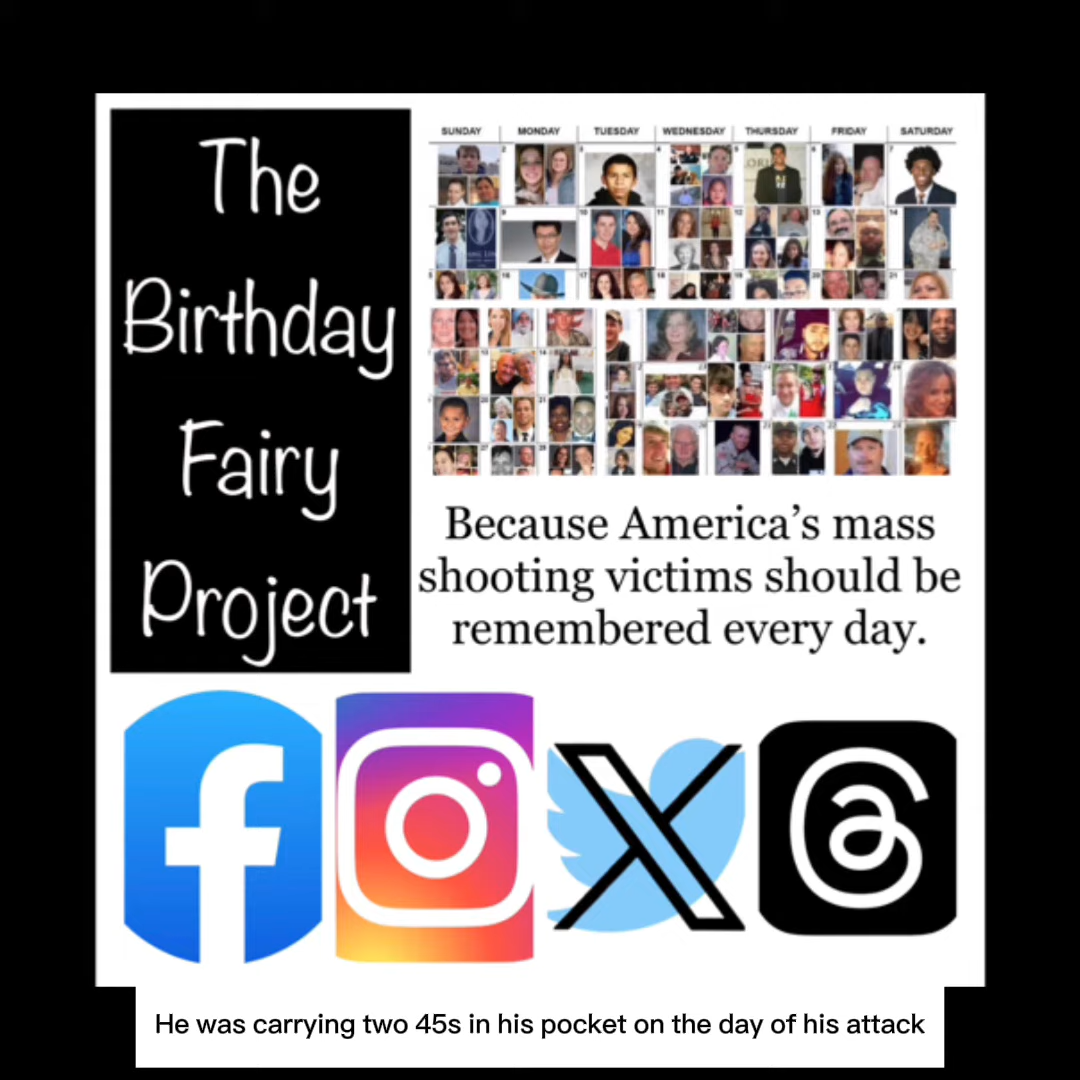 The
Birthday
Fairy
Project
SUNDAY MONDAY TUESDAY WEDNESDAY THURSDAY FRIDAY SATURDAY
Because America’s mass
shooting victims should be
remembered every day.
He was carrying two 45s in his pocket on the day of his attack